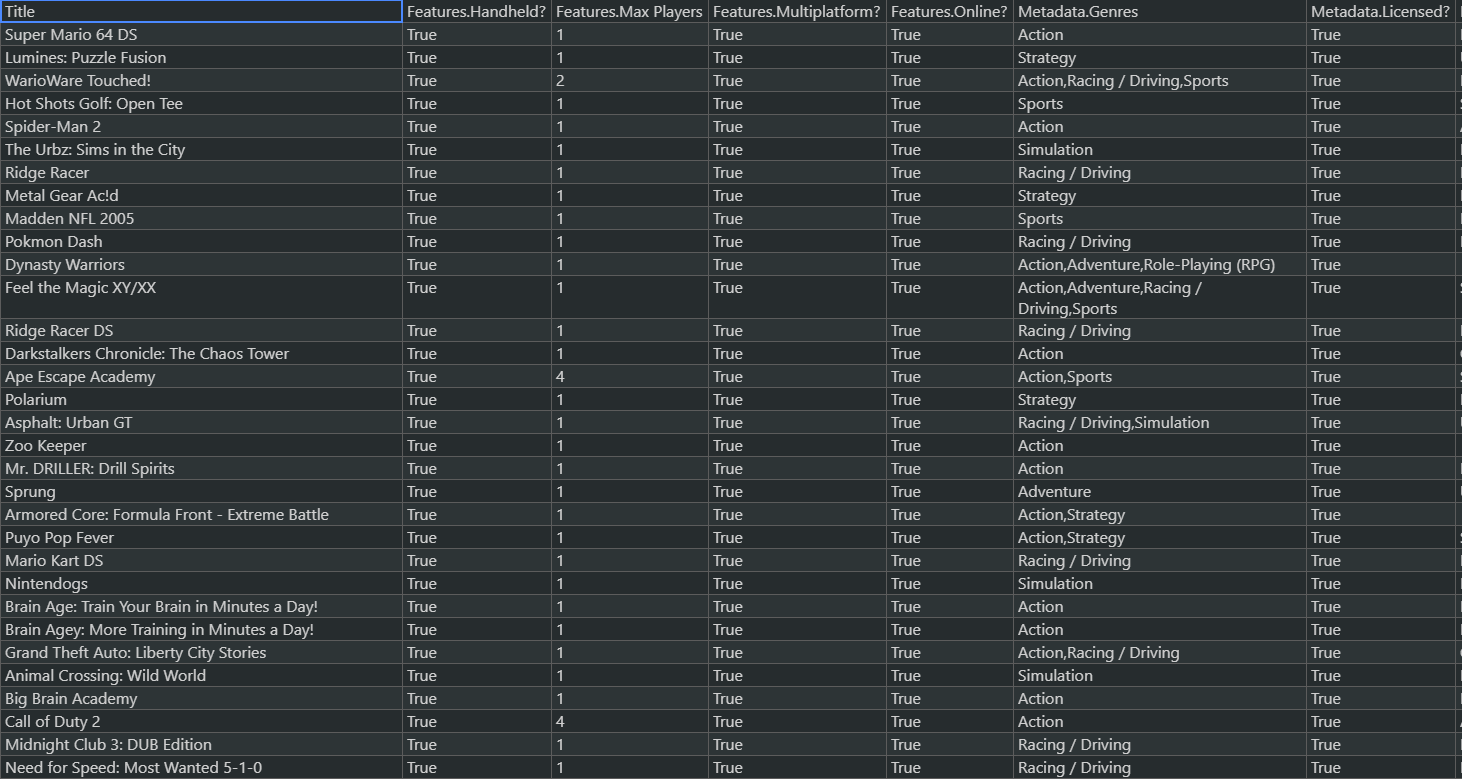 Title Features.Handheld? Features.Max Players Features.Multiplatform? Features.Online? Metadata.Genres Metadata.Licensed?
Super Mario 64 DS True 1 True True Action True
Lumines: Puzzle Fusion True 1 True True Strategy True
WarioWare Touched! True 2 True True Action,Racing / Driving,Sports True
Hot Shots Golf: Open Tee True 1 True True Sports True
Spider-Man 2 True 1 True True Action True
The Urbz: Sims in the City True 1 True True Simulation True
Ridge Racer True 1 True True Racing / Driving True
Metal Gear Ac!d True 1 True True Strategy True
Madden NFL 2005 True 1 True True Sports True
Pokmon Dash True 1 True True Racing / Driving True
Dynasty Warriors True 1 True True Action,Adventure,Role-Playing (RPG) True
Feel the Magic XY/XX True 1 True True Action,Adventure,Racing / True
Driving,Sports
Ridge Racer DS True 1 True True Racing / Driving True
Darkstalkers Chronicle: The Chaos Tower True 1 True True Action True
Ape Escape Academy True 4 True True Action,Sports True
Polarium True 1 True True Strategy True
Asphalt: Urban GT True 1 True True Racing / Driving,Simulation True
Zoo Keeper True 1 True True Action True
Mr. DRILLER: Drill Spirits True 1 True True Action True
Sprung True 1 True True Adventure True
Armored Core: Formula Front - Extreme Battle True 1 True True Action,Strategy True
Puyo Pop Fever True 1 True True Action,Strategy True
Mario Kart DS True 1 True True Racing / Driving True
Nintendogs True 1 True True Simulation True
Brain Age: Train Your Brain in Minutes a Day! True 1 True True Action True
Brain Agey: More Training in Minutes a Day! True 1 True True Action True
Grand Theft Auto: Liberty City Stories True 1 True True Action,Racing / Driving True
Animal Crossing: Wild World True 1 True True Simulation True
Big Brain Academy True 1 True True Action True
Call of Duty 2 True 4 True True Action True
Midnight Club 3: DUB Edition True 1 True True Racing / Driving True
Need for Speed: Most Wanted 5-1-0 True 1 True True Racing / Driving True